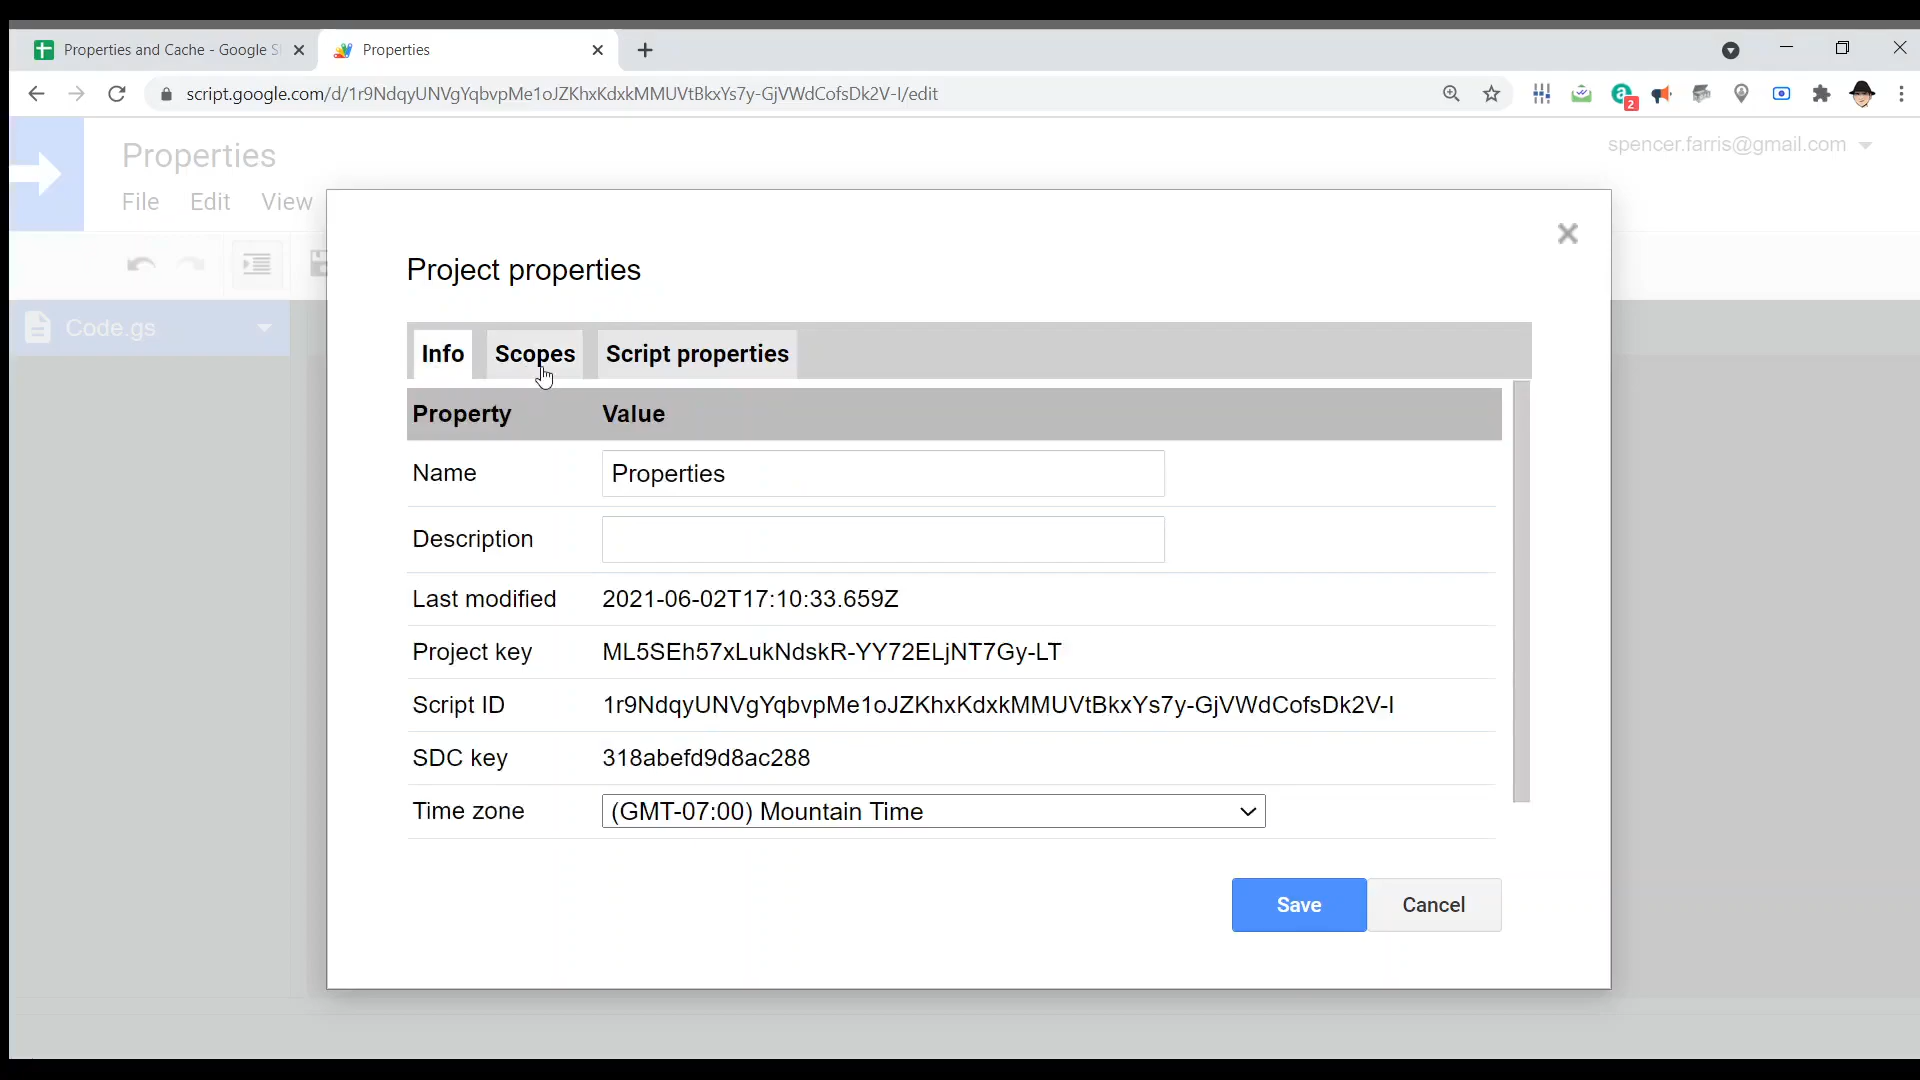 Properties and Cache - Google S
Properties
script.google.com/d/1r9NdqyUNVgYqbvpMe1oJZKhxKdxkMMUVtBkxYs7y-GjVWdCofsDk2V-I/edit
2
Properties
spencer.farris@gmail.com
File Edit View
Code.gs
Project properties
Info Scopes Script properties
Property Value
Name Properties
Description
Last modified 2021-06-02T17:10:33.659Z
Project key ML5SEh57xLukNdskR-YY72ELjNT7Gy-LT
Script ID 1r9NdqyUNVgYqbvpMe1oJZKhxKdxkMMUVtBkxYs7y-GjVWdCofsDk2V-I
SDC key 318abefd9d8ac288
Time zone (GMT-07:00) Mountain Time
Save Cancel